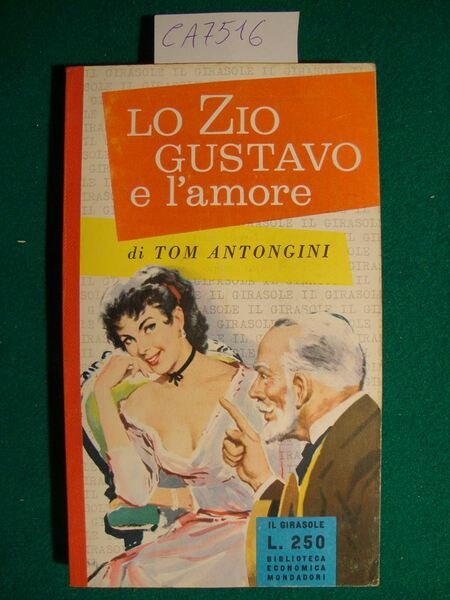 CA7516
LO ZIO
GUSTAVO
e l'amore
di TOM ANTONGINI
IL GIRASOLE
L. 250
BIBLIOTECA
ECONOMICA
MONDADORI